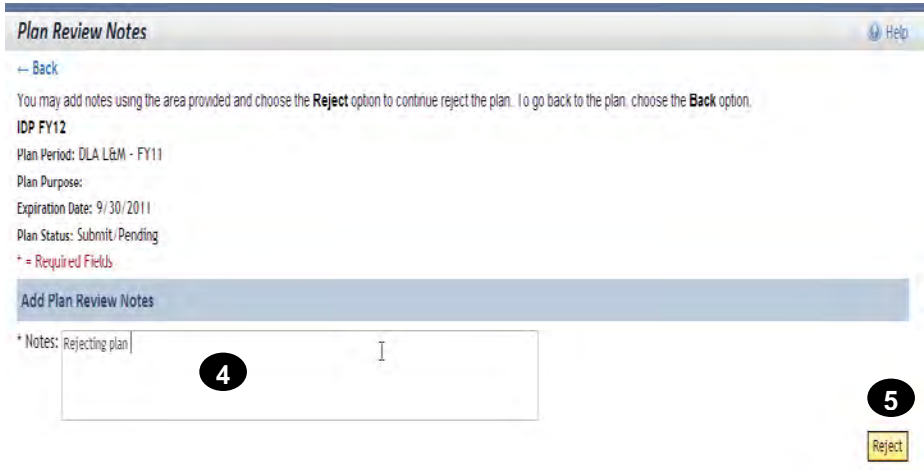 Plan Review Notes
Help
← Back
You may add notes using the area provided and choose the Reject option to continue reject the plan. To go back to the plan, choose the Back option.
IDP FY12
Plan Period: DLA L&M - FY11
Plan Purpose:
Expiration Date: 9/30/2011
Plan Status: Submit/Pending
* = Required Fields
Add Plan Review Notes
* Notes: Rejecting plan
4
5
Reject